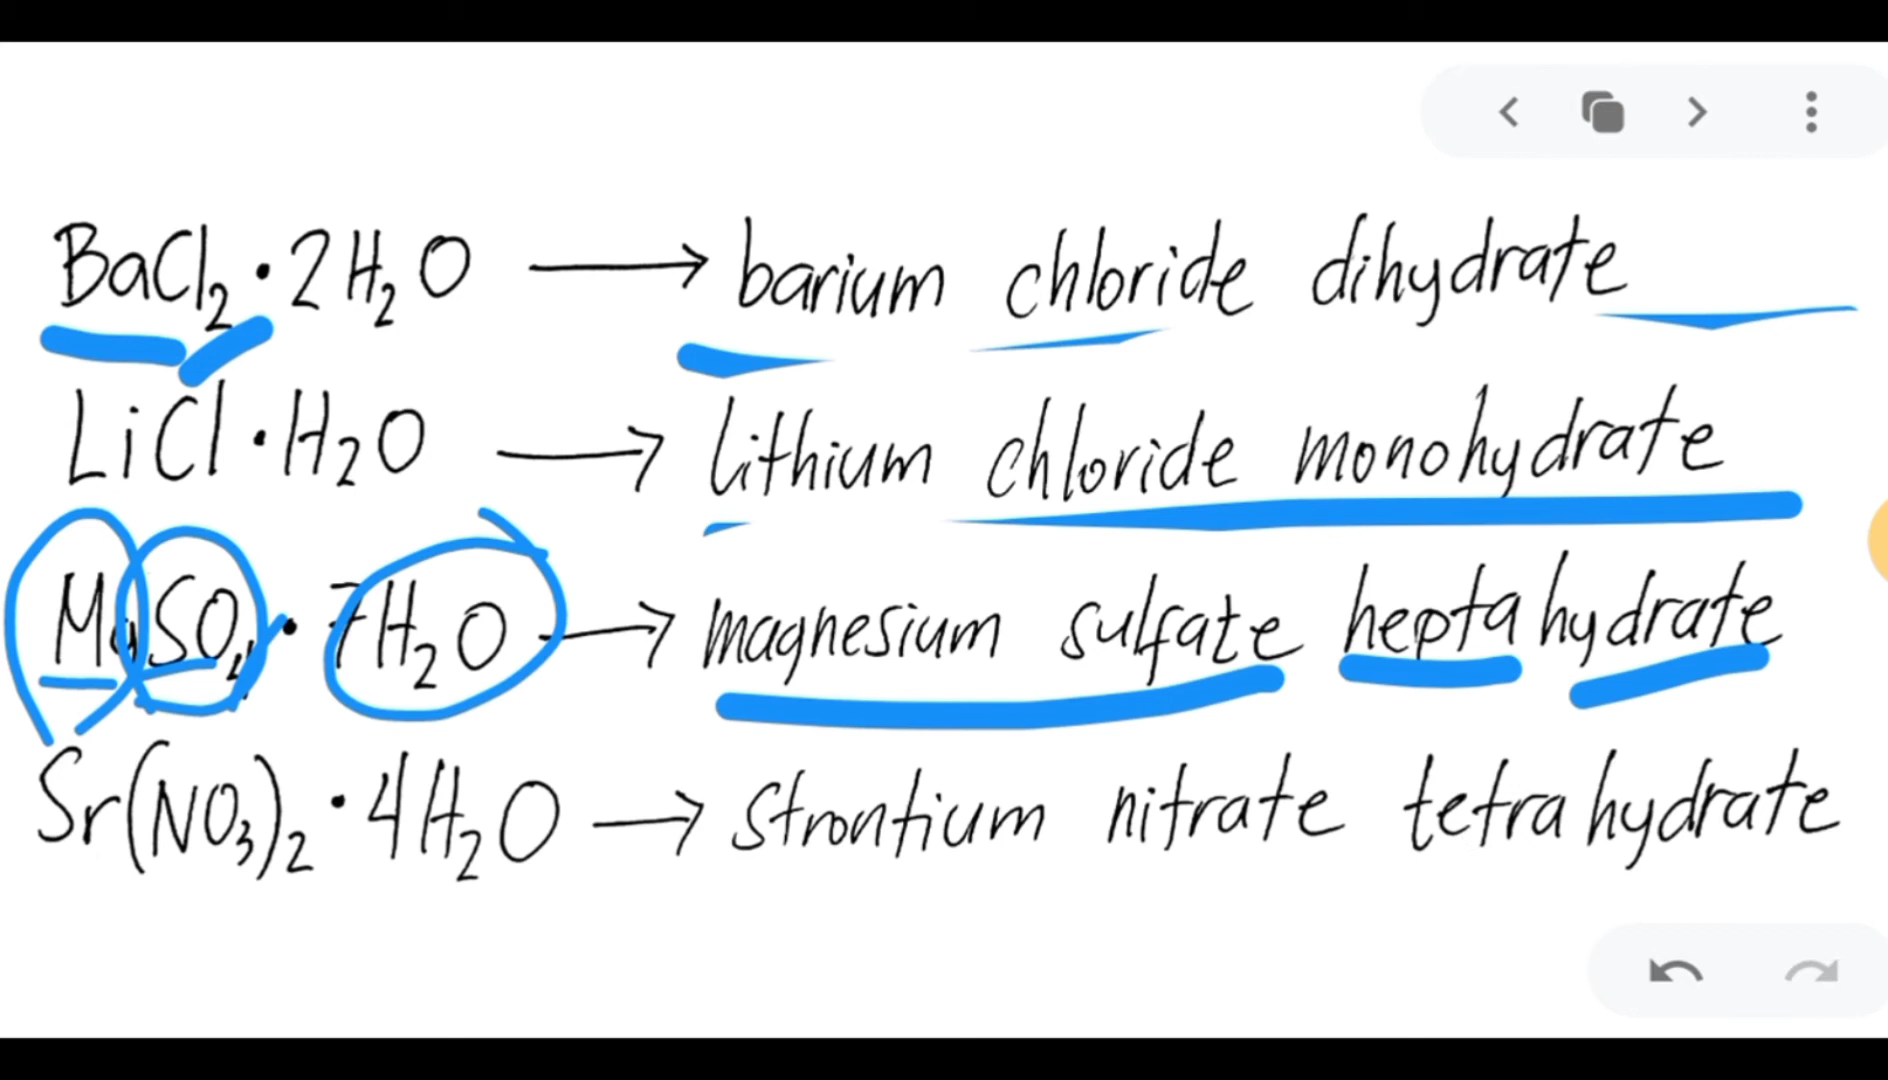 BaCl₂ · 2H₂O → barium chloride dihydrate
LiCl · H₂O → lithium chloride monohydrate
MgSO₄ · 7H₂O → magnesium sulfate heptahydrate
Sr(NO₃)₂ · 4H₂O → strontium nitrate tetrahydrate